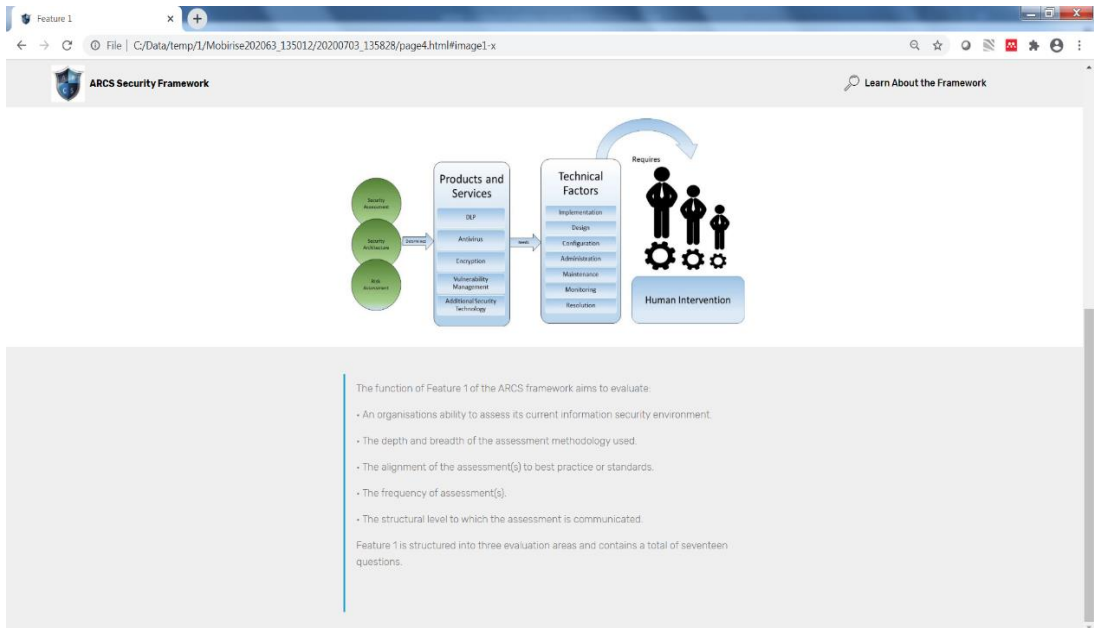 Feature 1
File | C:/Data/temp/1/Mobirise202063_135012/20200703_135828/page4.html#image1-x
ARCS Security Framework
Learn About the Framework
Security
Assessment
Security
Architecture
Risk
Assessment
Determines
Products and
Services
DLP
Antivirus
Encryption
Vulnerability
Management
Additional Security
Technology
Needs
Technical
Factors
Implementation
Design
Configuration
Administration
Maintenance
Monitoring
Resolution
Requires
Human Intervention
The function of Feature 1 of the ARCS framework aims to evaluate:
• An organisations ability to assess its current information security environment.
• The depth and breadth of the assessment methodology used.
• The alignment of the assessment(s) to best practice or standards.
• The frequency of assessment(s).
• The structural level to which the assessment is communicated.
Feature 1 is structured into three evaluation areas and contains a total of seventeen
questions.